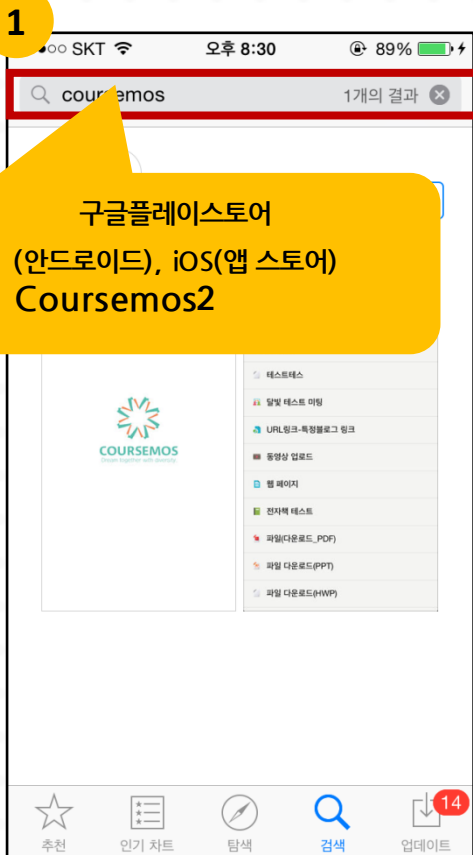 1
SKT 오후 8:30 89%
coursemos 1개의 결과
구글플레이스토어
(안드로이드), iOS(앱 스토어)
Coursemos2
테스트테스
달빛 테스트 미팅
URL링크-특정블로그 링크
동영상 업로드
웹 페이지
전자책 테스트
파일(다운로드_PDF)
파일 다운로드(PPT)
파일 다운로드(HWP)
COURSEMOS
Dream together with diversity
14
추천 인기 차트 탐색 검색 업데이트